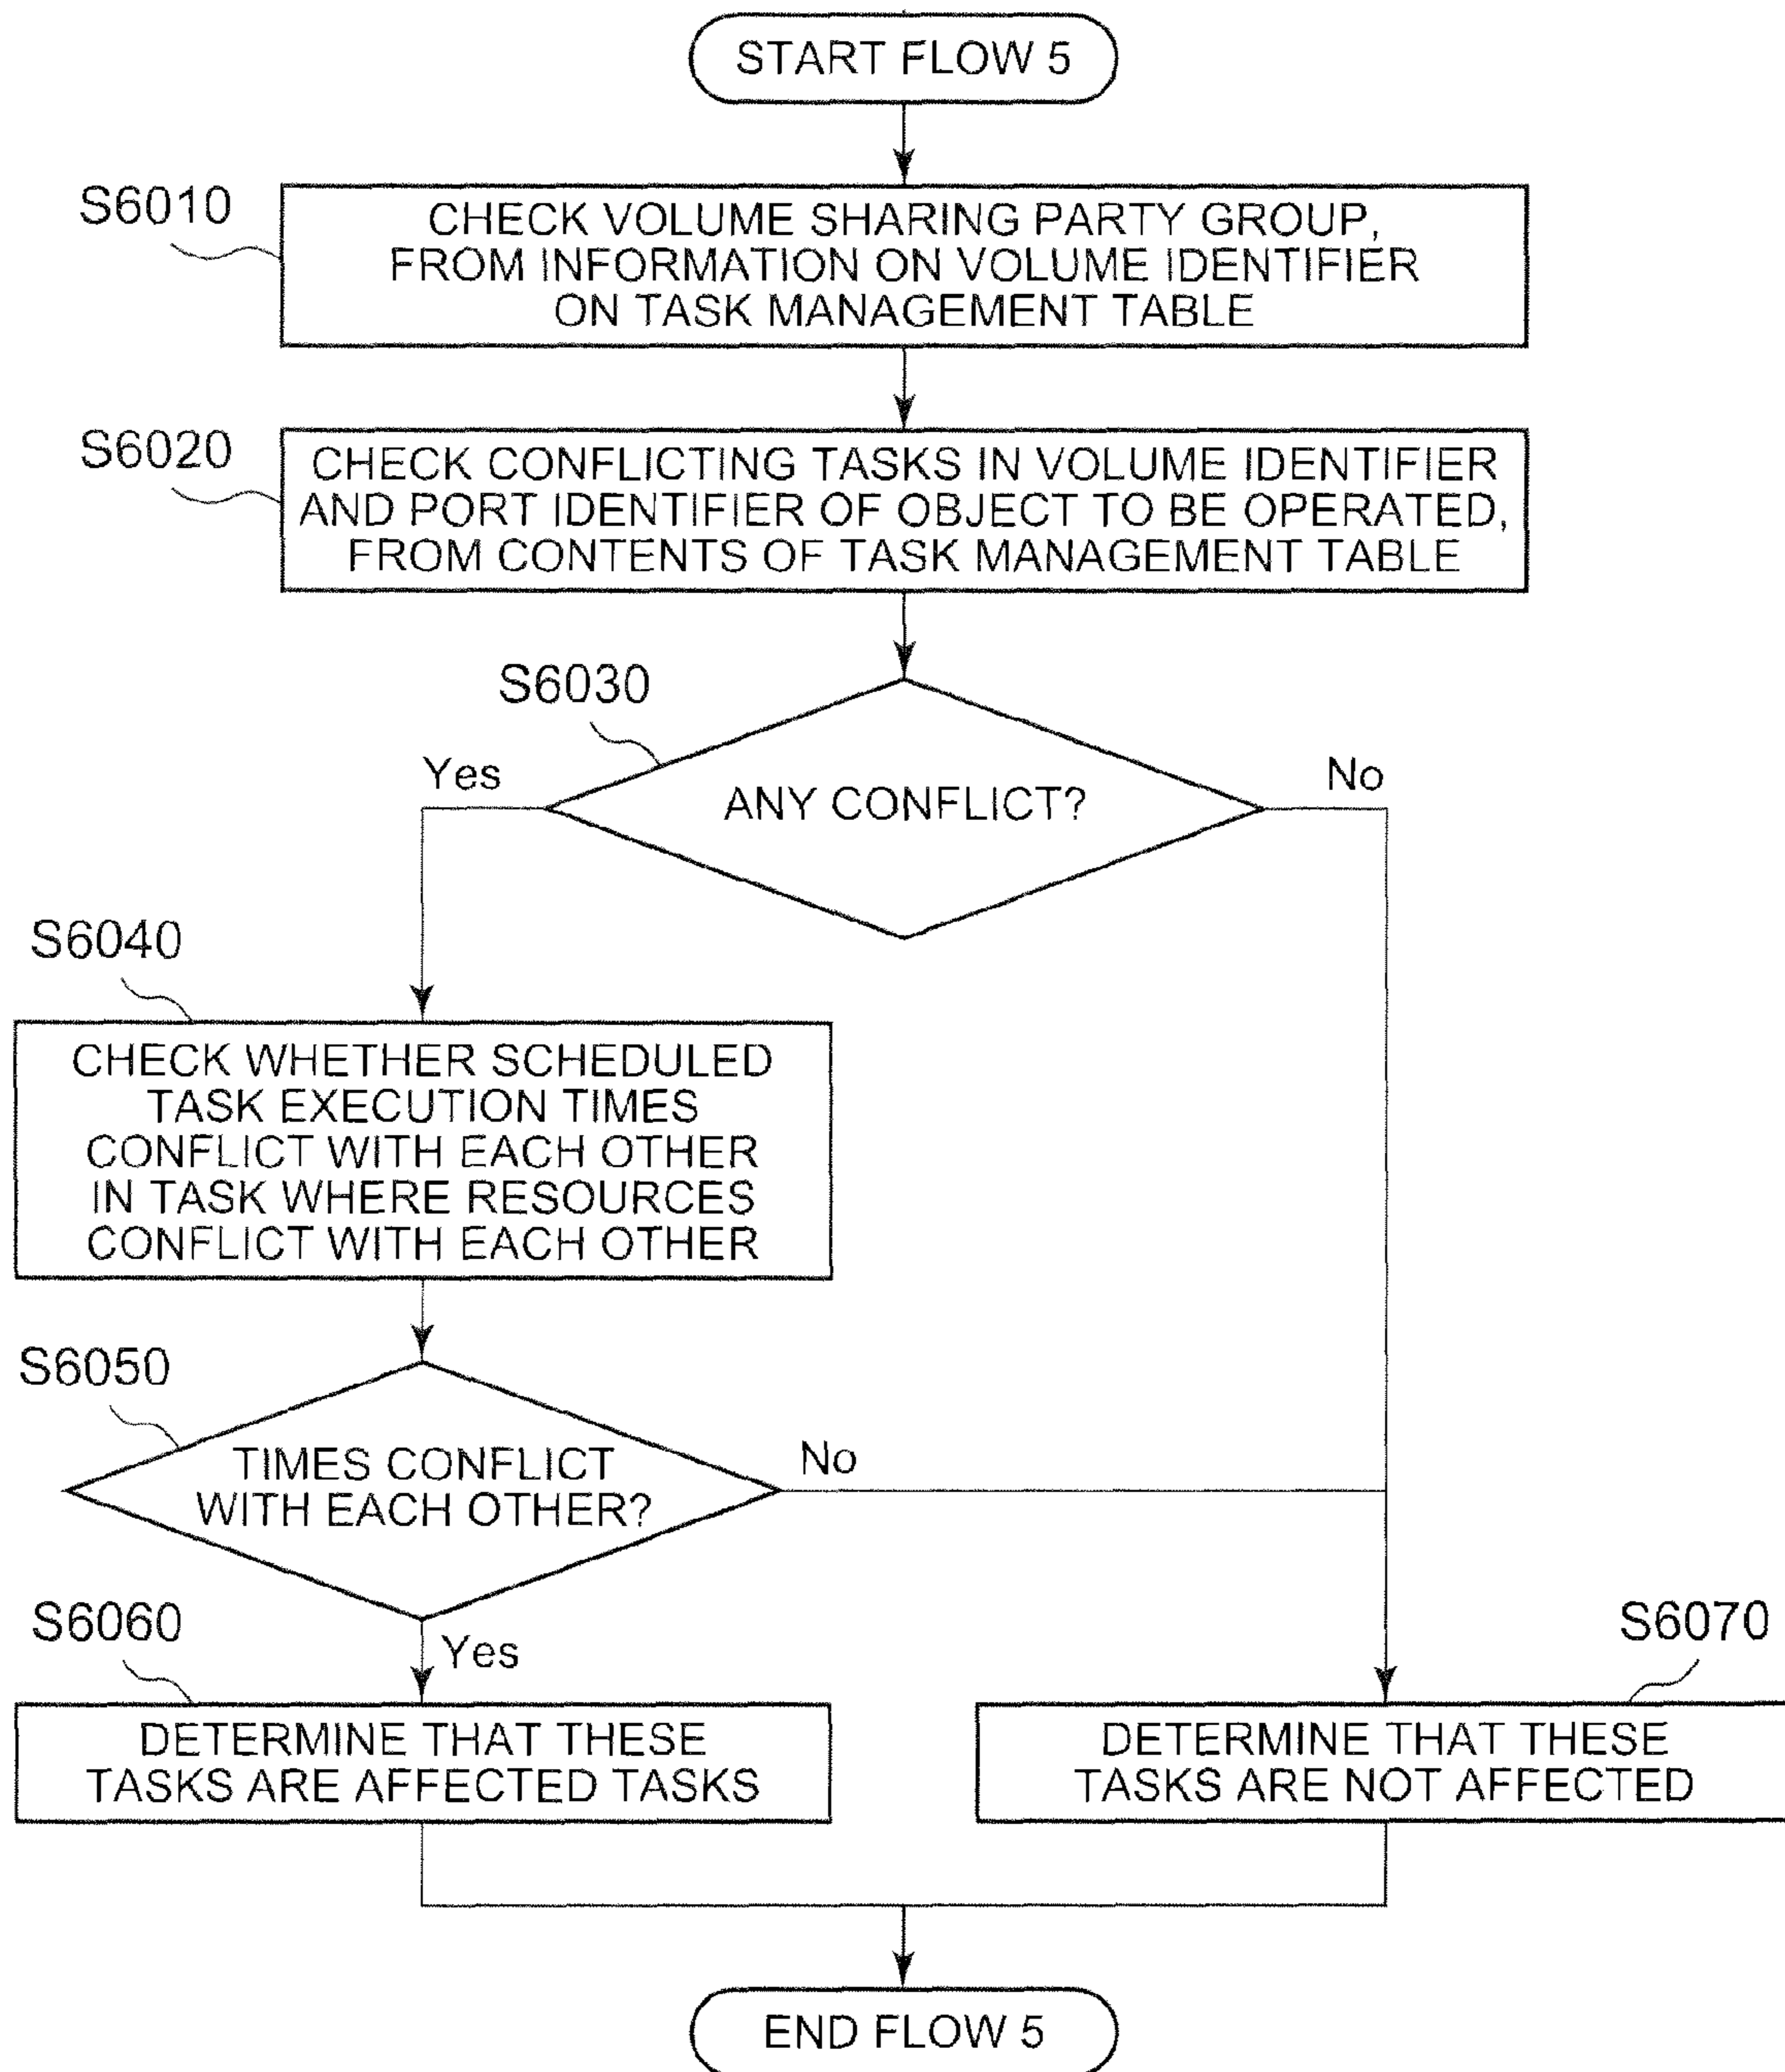 START FLOW 5
S6010
CHECK VOLUME SHARING PARTY GROUP,
FROM INFORMATION ON VOLUME IDENTIFIER
ON TASK MANAGEMENT TABLE
S6020
CHECK CONFLICTING TASKS IN VOLUME IDENTIFIER
AND PORT IDENTIFIER OF OBJECT TO BE OPERATED,
FROM CONTENTS OF TASK MANAGEMENT TABLE
S6030
Yes
ANY CONFLICT?
No
S6040
CHECK WHETHER SCHEDULED
TASK EXECUTION TIMES
CONFLICT WITH EACH OTHER
IN TASK WHERE RESOURCES
CONFLICT WITH EACH OTHER
S6050
TIMES CONFLICT
WITH EACH OTHER?
No
S6060
Yes
DETERMINE THAT THESE
TASKS ARE AFFECTED TASKS
S6070
DETERMINE THAT THESE
TASKS ARE NOT AFFECTED
END FLOW 5